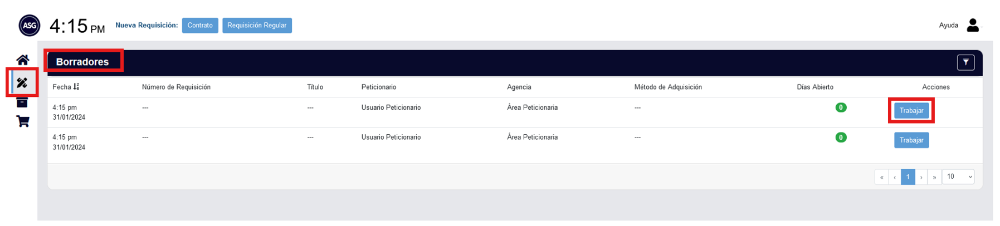 ASG 4:15 PM Nueva Requisición: Contrato Requisición Regular Ayuda
Borradores
Fecha Número de Requisición Título Peticionario Agencia Método de Adquisición Días Abierto Acciones
4:15 pm --- --- Usuario Peticionario Área Peticionaria --- 0 Trabajar
31/01/2024
4:15 pm --- --- Usuario Peticionario Área Peticionaria --- 0 Trabajar
31/01/2024
« ‹ 1 › » 10